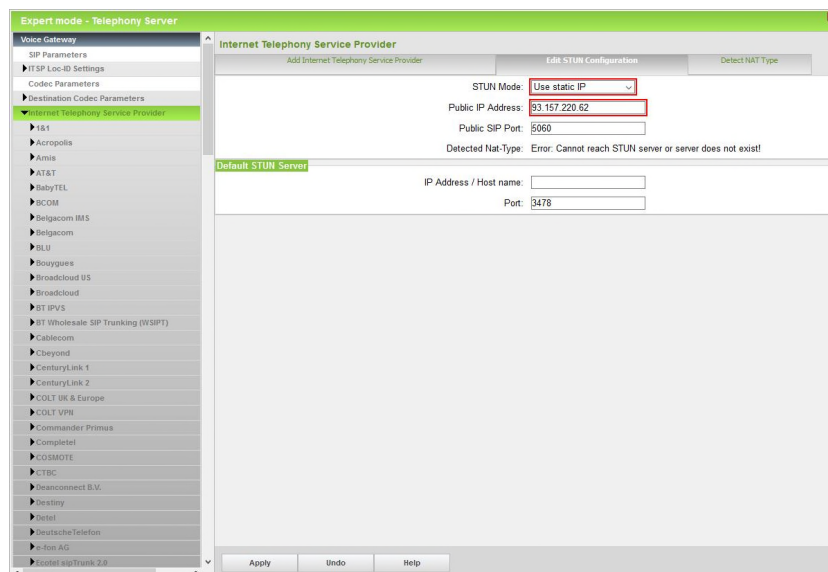 Expert mode - Telephony Server
Voice Gateway
SIP Parameters
ITSP Loc-ID Settings
Codec Parameters
Destination Codec Parameters
Internet Telephony Service Provider
1&1
Acropolis
Amis
AT&T
BabyTEL
BCOM
Belgacom IMS
Belgacom
BLU
Bouygues
Broadcloud US
Broadcloud
BT IPVS
BT Wholesale SIP Trunking (WSIPT)
Cablecom
Cbeyond
CenturyLink 1
CenturyLink 2
COLT UK & Europe
COLT VPN
Commander Primus
Completel
COSMOTE
CTBC
Deanconnect B.V.
Destiny
Detel
DeutscheTelefon
e-fon AG
Ecotel sipTrunk 2.0
Internet Telephony Service Provider
Add Internet Telephony Service Provider
Edit STUN Configuration
Detect NAT Type
STUN Mode: Use static IP
Public IP Address: 93.157.220.62
Public SIP Port: 5060
Detected Nat-Type: Error: Cannot reach STUN server or server does not exist!
Default STUN Server
IP Address / Host name:
Port: 3478
Apply Undo Help